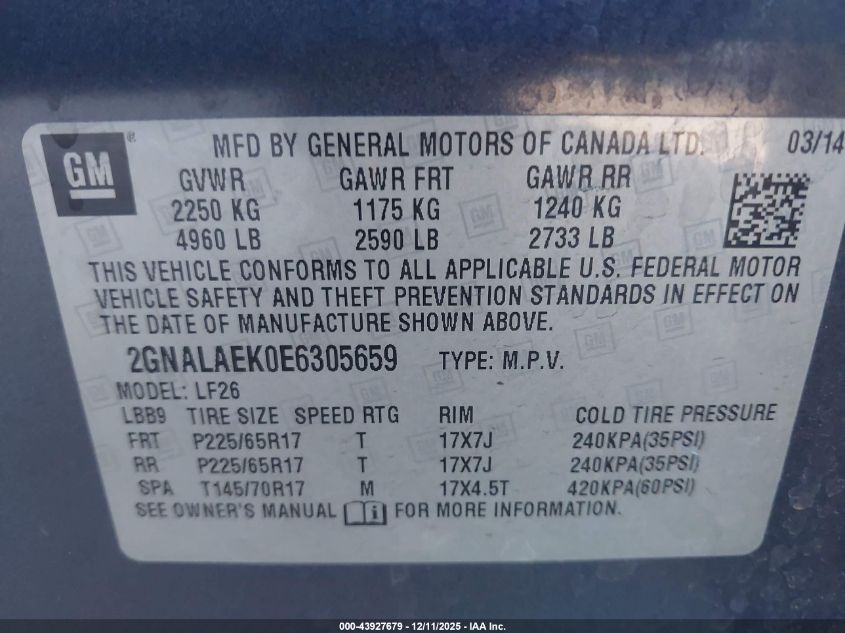 GM
MFD BY GENERAL MOTORS OF CANADA LTD. 03/14
GVWR GAWR FRT GAWR RR
2250 KG 1175 KG 1240 KG
4960 LB 2590 LB 2733 LB
THIS VEHICLE CONFORMS TO ALL APPLICABLE U.S. FEDERAL MOTOR
VEHICLE SAFETY AND THEFT PREVENTION STANDARDS IN EFFECT ON
THE DATE OF MANUFACTURE SHOWN ABOVE.
2GNALAEK0E6305659 TYPE: M.P.V.
MODEL: LF26
LBB9 TIRE SIZE SPEED RTG RIM COLD TIRE PRESSURE
FRT P225/65R17 T 17X7J 240KPA(35PSI)
RR P225/65R17 T 17X7J 240KPA(35PSI)
SPA T145/70R17 M 17X4.5T 420KPA(60PSI)
SEE OWNER'S MANUAL i FOR MORE INFORMATION.
000-43927679 - 12/11/2025 - IAA Inc.